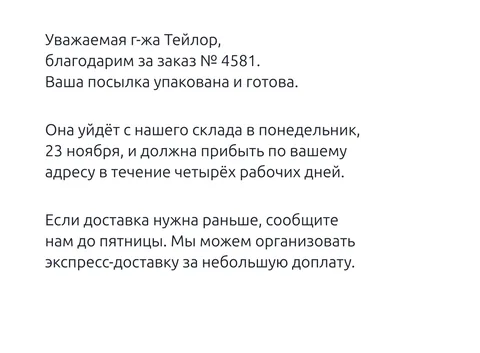 Уважаемая г-жа Тейлор,
благодарим за заказ № 4581.
Ваша посылка упакована и готова.
Она уйдёт с нашего склада в понедельник,
23 ноября, и должна прибыть по вашему
адресу в течение четырёх рабочих дней.
Если доставка нужна раньше, сообщите
нам до пятницы. Мы можем организовать
экспресс-доставку за небольшую доплату.